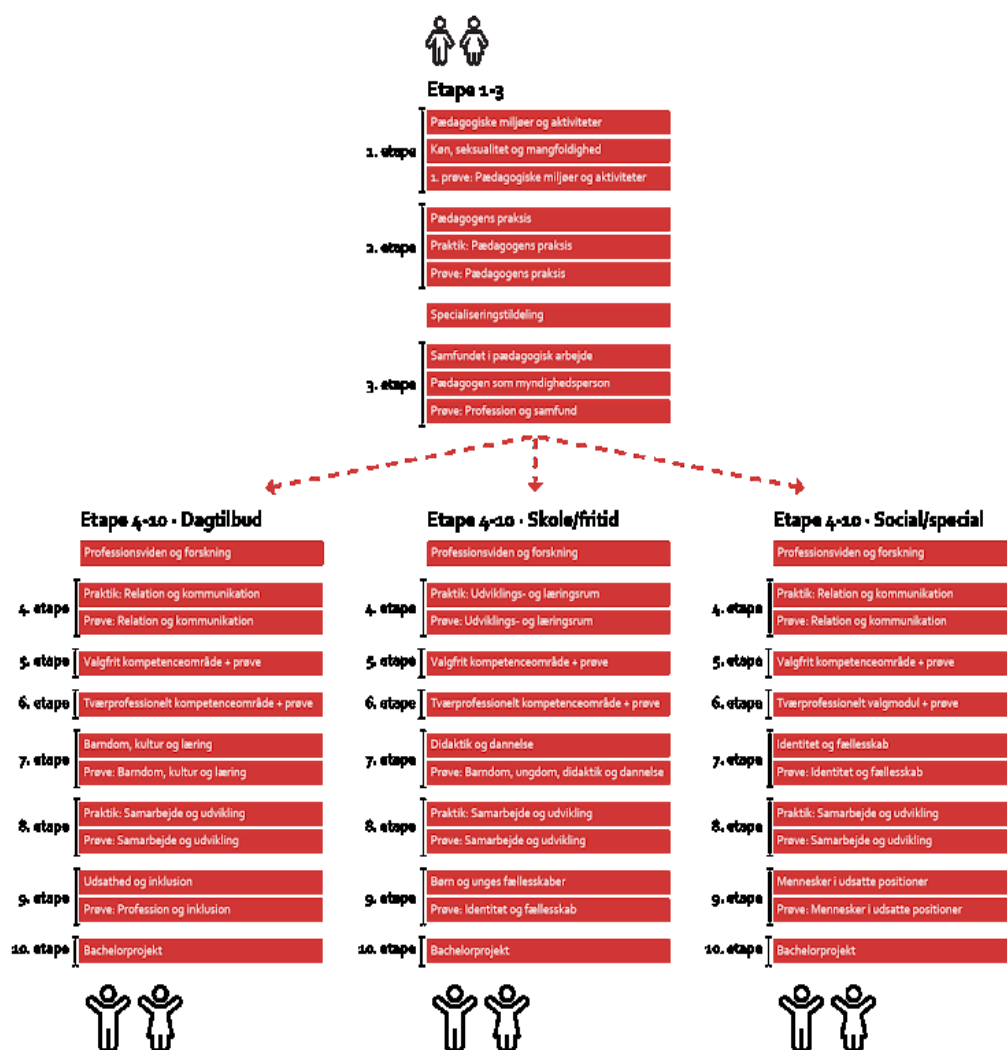 Etape 1-3
1. etape
Pædagogiske miljøer og aktiviteter
Køn, seksualitet og mangfoldighed
1. prøve: Pædagogiske miljøer og aktiviteter
2. etape
Pædagogens praksis
Praktik: Pædagogens praksis
Prøve: Pædagogens praksis
Specialiseringstildeling
3. etape
Samfundet i pædagogisk arbejde
Pædagogen som myndighedsperson
Prøve: Profession og samfund
Etape 4-10 · Dagtilbud
Professionsviden og forskning
4. etape
Praktik: Relation og kommunikation
Prøve: Relation og kommunikation
5. etape
Valgfrit kompetenceområde + prøve
6. etape
Tværprofessionelt kompetenceområde + prøve
7. etape
Barndom, kultur og læring
Prøve: Barndom, kultur og læring
8. etape
Praktik: Samarbejde og udvikling
Prøve: Samarbejde og udvikling
9. etape
Udsathed og inklusion
Prøve: Profession og inklusion
10. etape
Bachelorprojekt
Etape 4-10 · Skole/fritid
Professionsviden og forskning
4. etape
Praktik: Udviklings- og læringsrum
Prøve: Udviklings- og læringsrum
5. etape
Valgfrit kompetenceområde + prøve
6. etape
Tværprofessionelt kompetenceområde + prøve
7. etape
Didaktik og dannelse
Prøve: Barndom, ungdom, didaktik og dannelse
8. etape
Praktik: Samarbejde og udvikling
Prøve: Samarbejde og udvikling
9. etape
Børn og unges fællesskaber
Prøve: Identitet og fællesskab
10. etape
Bachelorprojekt
Etape 4-10 · Social/special
Professionsviden og forskning
4. etape
Praktik: Relation og kommunikation
Prøve: Relation og kommunikation
5. etape
Valgfrit kompetenceområde + prøve
6. etape
Tværprofessionelt valgmodul + prøve
7. etape
Identitet og fællesskab
Prøve: Identitet og fællesskab
8. etape
Praktik: Samarbejde og udvikling
Prøve: Samarbejde og udvikling
9. etape
Mennesker i udsatte positioner
Prøve: Mennesker i udsatte positioner
10. etape
Bachelorprojekt